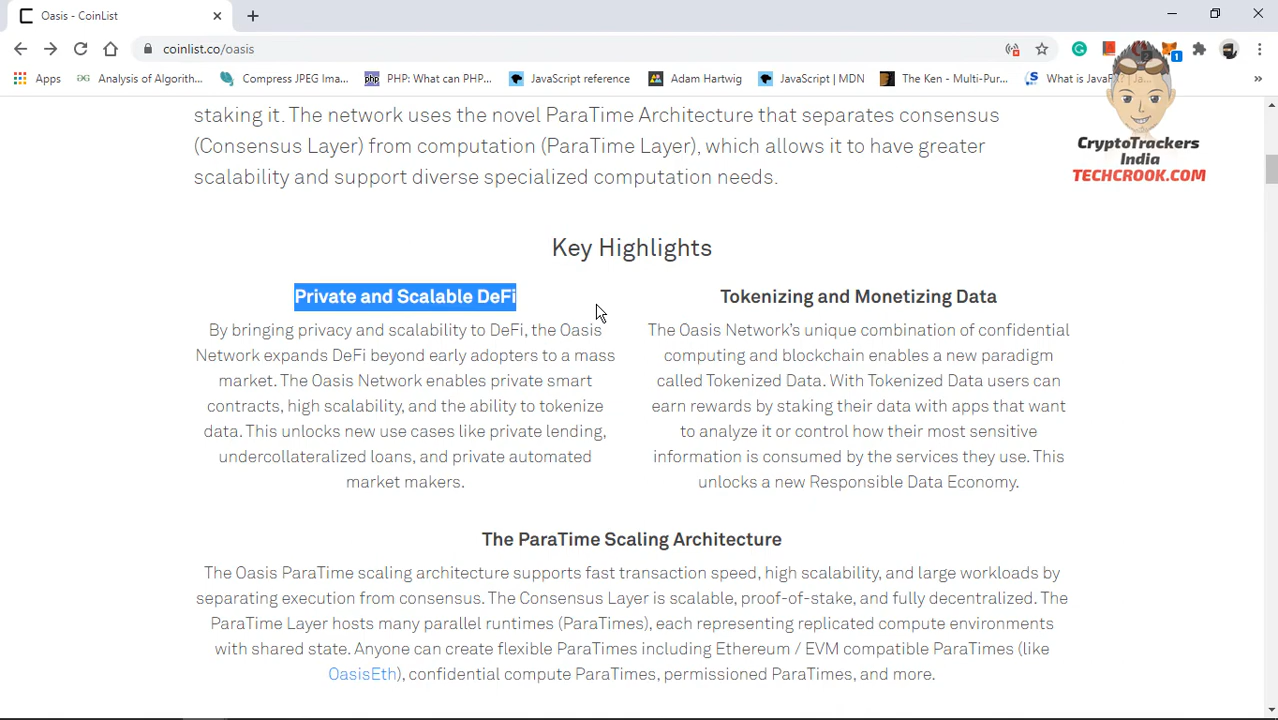 Oasis - CoinList
coinlist.co/oasis
1
Apps
Analysis of Algorith...
Compress JPEG Ima...
PHP: What can PHP...
JavaScript reference
Adam Hartwig
JavaScript | MDN
The Ken - Multi-Pur...
What is JavaFX? | Ja...
»
CryptoTrackers
India
TECHCROOK.COM
staking it. The network uses the novel ParaTime Architecture that separates consensus
(Consensus Layer) from computation (ParaTime Layer), which allows it to have greater
scalability and support diverse specialized computation needs.
Key Highlights
Private and Scalable DeFi
By bringing privacy and scalability to DeFi, the Oasis
Network expands DeFi beyond early adopters to a mass
market. The Oasis Network enables private smart
contracts, high scalability, and the ability to tokenize
data. This unlocks new use cases like private lending,
undercollateralized loans, and private automated
market makers.
Tokenizing and Monetizing Data
The Oasis Network's unique combination of confidential
computing and blockchain enables a new paradigm
called Tokenized Data. With Tokenized Data users can
earn rewards by staking their data with apps that want
to analyze it or control how their most sensitive
information is consumed by the services they use. This
unlocks a new Responsible Data Economy.
The ParaTime Scaling Architecture
The Oasis ParaTime scaling architecture supports fast transaction speed, high scalability, and large workloads by
separating execution from consensus. The Consensus Layer is scalable, proof-of-stake, and fully decentralized. The
ParaTime Layer hosts many parallel runtimes (ParaTimes), each representing replicated compute environments
with shared state. Anyone can create flexible ParaTimes including Ethereum / EVM compatible ParaTimes (like
OasisEth), confidential compute ParaTimes, permissioned ParaTimes, and more.